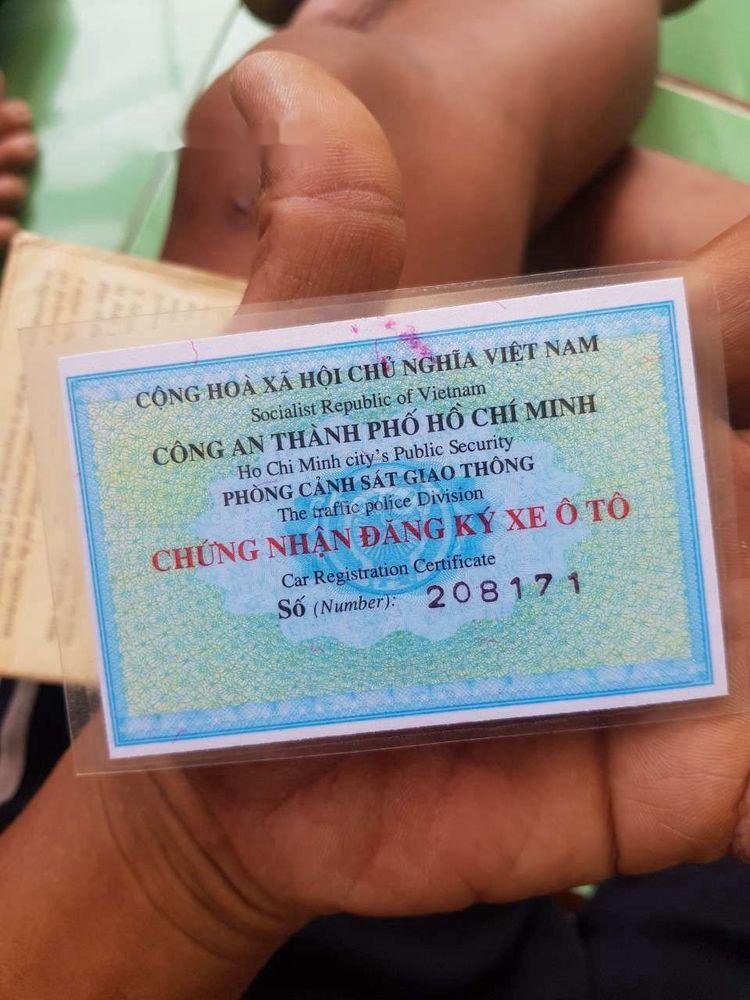 CỘNG HOÀ XÃ HỘI CHỦ NGHĨA VIỆT NAM
Socialist Republic of Vietnam
CÔNG AN THÀNH PHỐ HỒ CHÍ MINH
Ho Chi Minh city's Public Security
PHÒNG CẢNH SÁT GIAO THÔNG
The traffic police Division
CHỨNG NHẬN ĐĂNG KÝ XE Ô TÔ
Car Registration Certificate
Số (Number): 208171